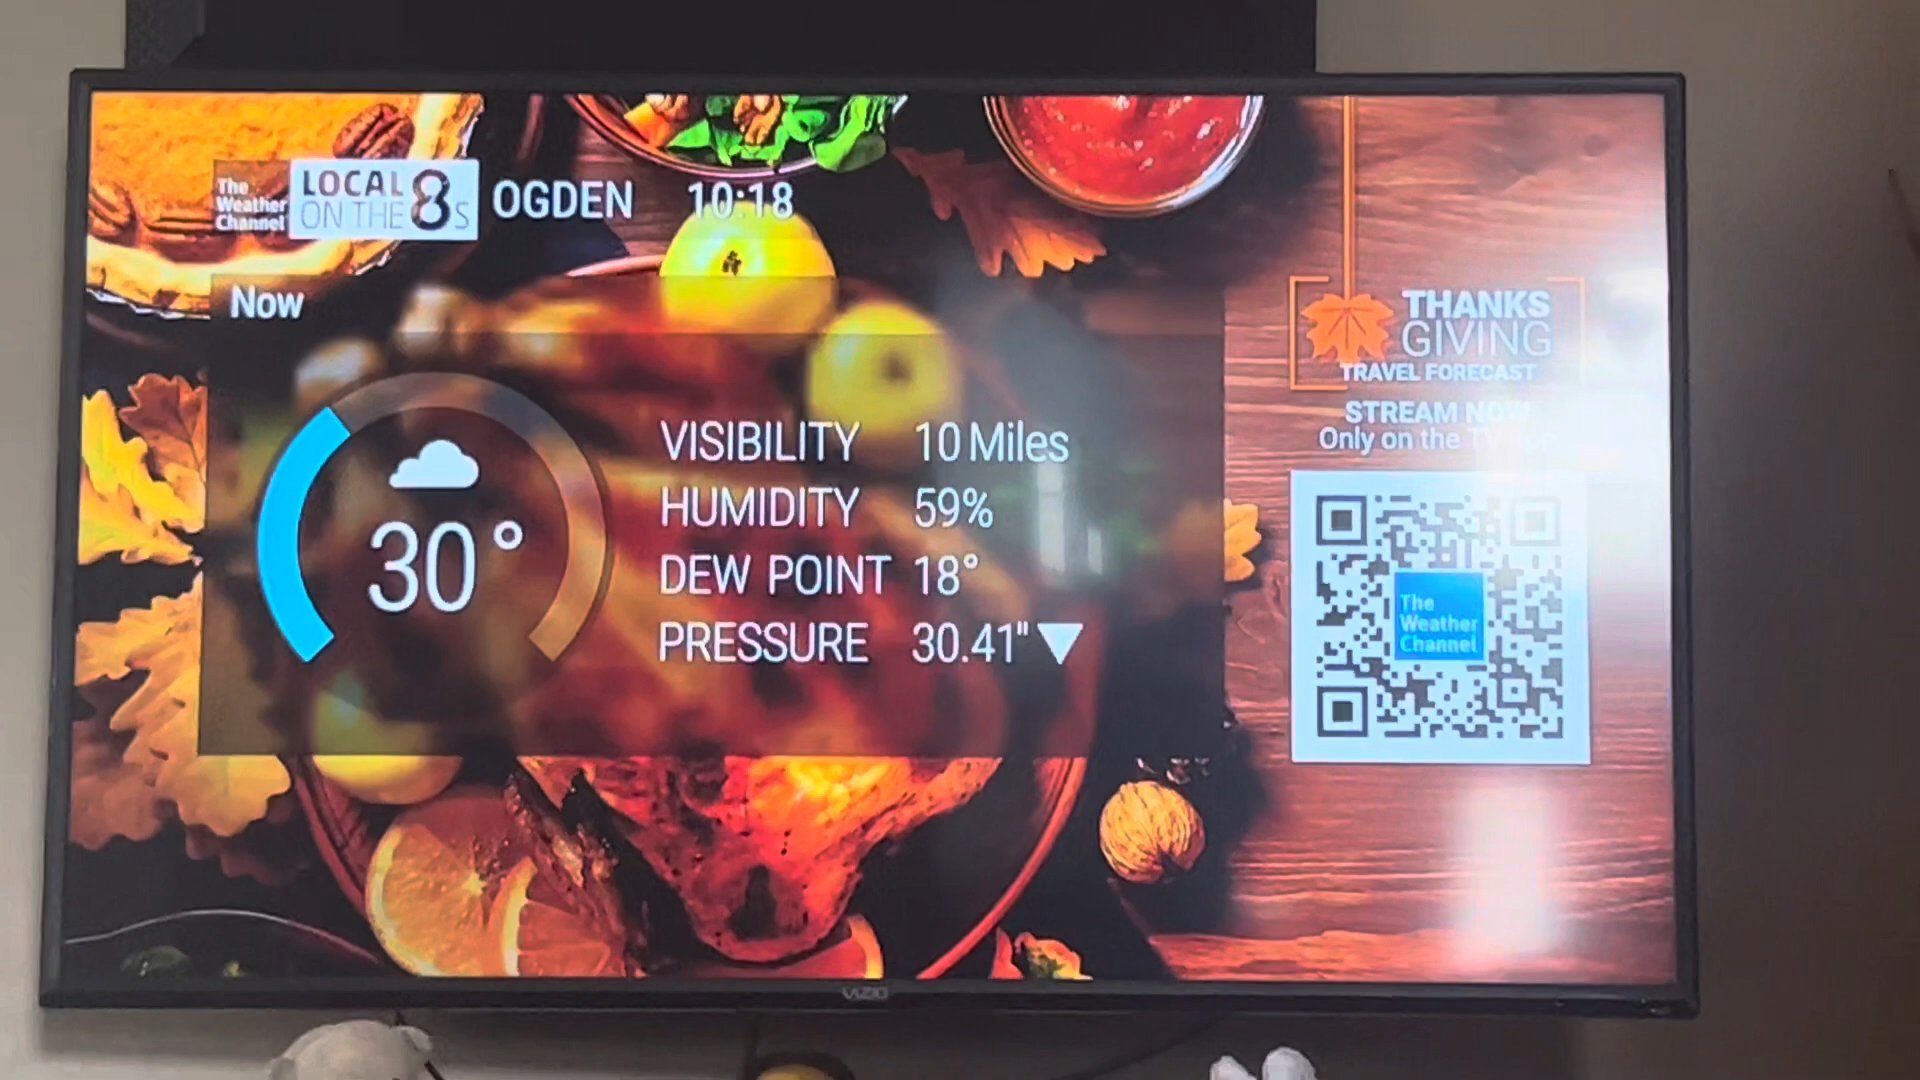 The
Weather
Channel
LOCAL
ON THE 8s
OGDEN 10:18
Now
30°
VISIBILITY 10 Miles
HUMIDITY 59%
DEW POINT 18°
PRESSURE 30.41" ▼
THANKS
GIVING
TRAVEL FORECAST
STREAM NOW
Only on the
The
Weather
Channel
VIZIO